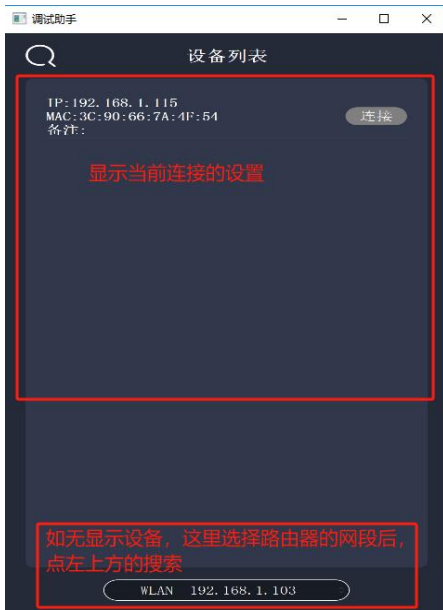 调试助手
设备列表
IP:192.168.1.115
MAC:3C:90:66:7A:4F:54
备注:
连接
显示当前连接的设置
如无显示设备，这里选择路由器的网段后，
点左上方的搜索
WLAN 192.168.1.103